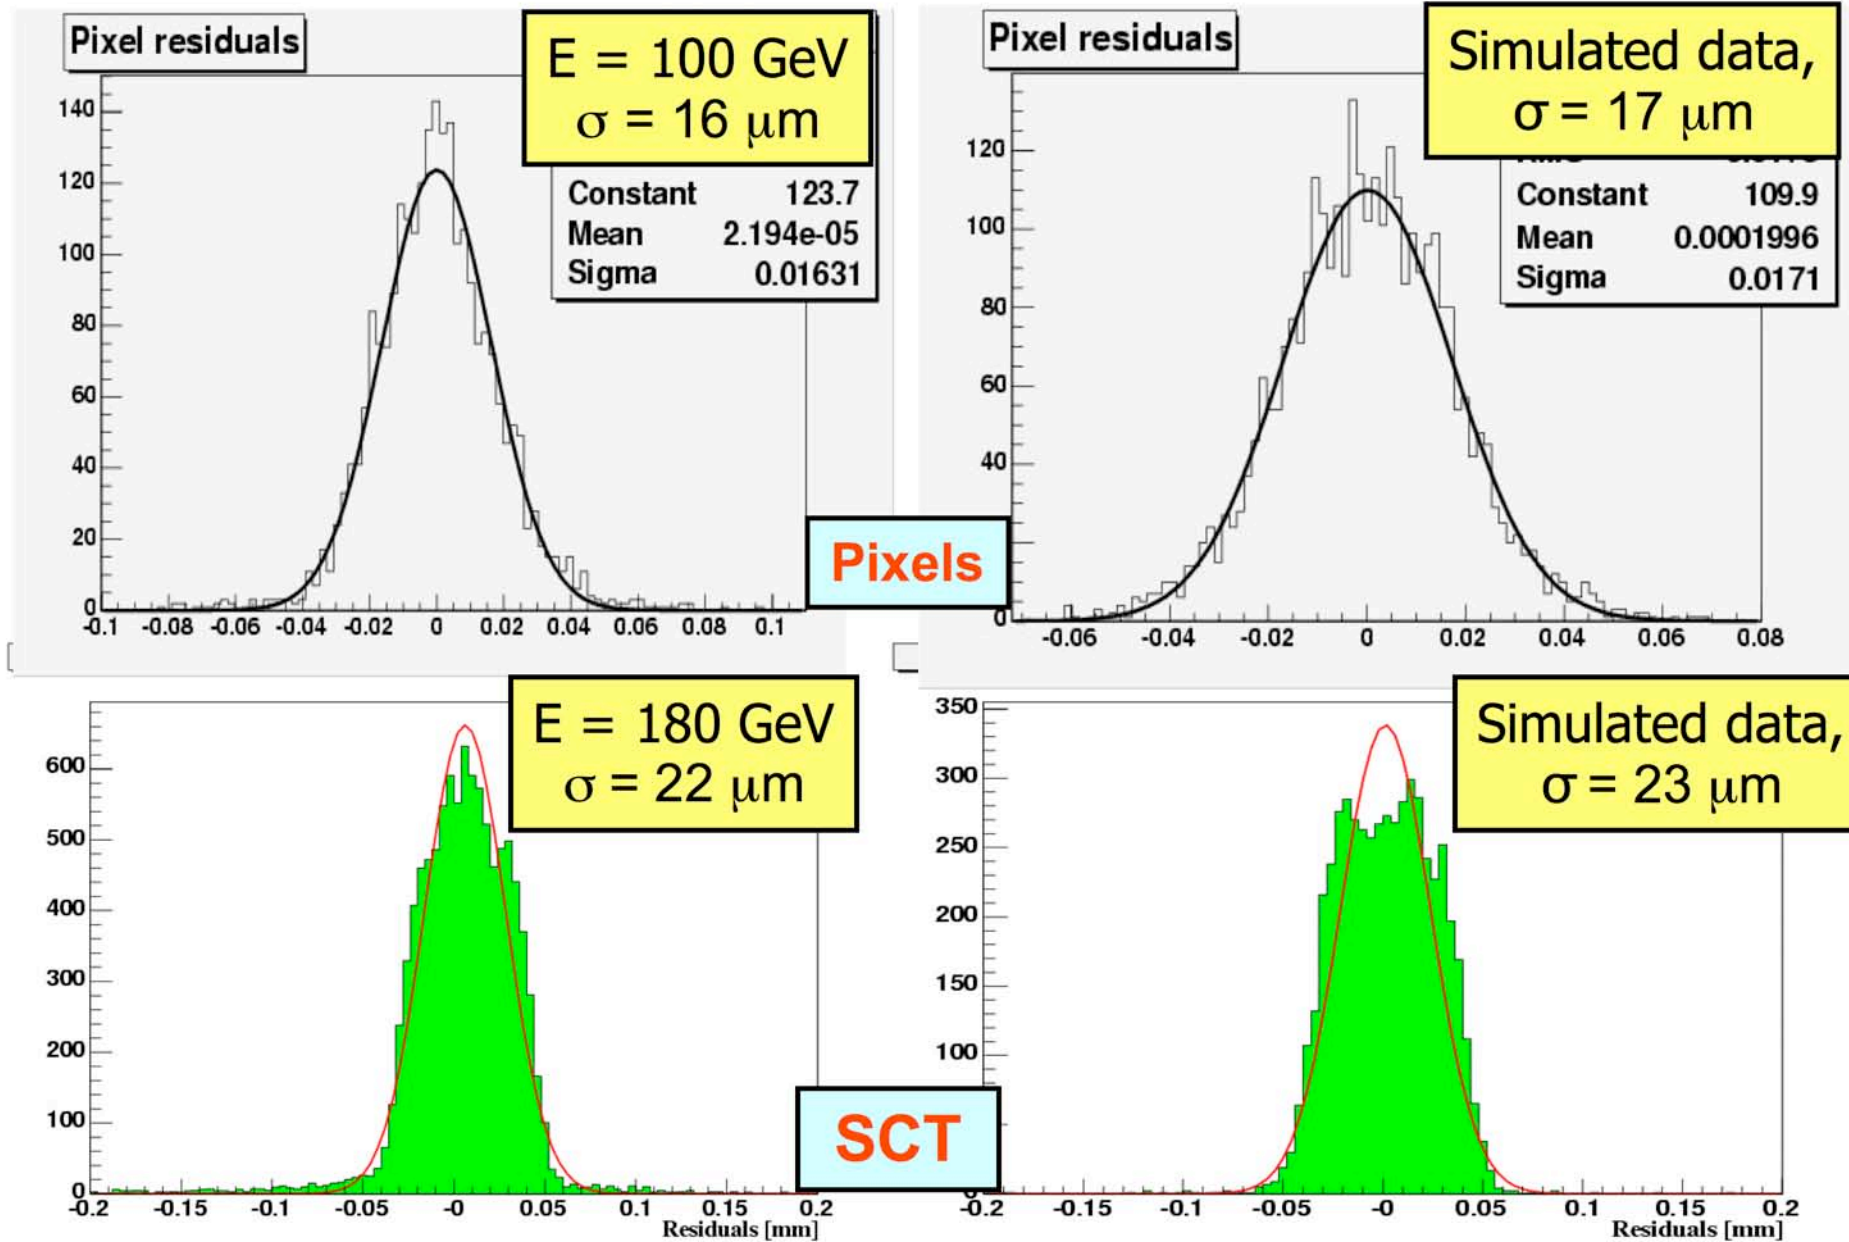 Pixel residuals
E = 100 GeV
σ = 16 μm
Constant 123.7
Mean 2.194e-05
Sigma 0.01631
140
120
100
80
60
40
20
0
-0.1 -0.08 -0.06 -0.04 -0.02 0 0.02 0.04 0.06 0.08 0.1
Pixel residuals
Simulated data,
σ = 17 μm
Constant 109.9
Mean 0.0001996
Sigma 0.0171
120
100
80
60
40
-0.06 -0.04 -0.02 0 0.02 0.04 0.06 0.08
Pixels
E = 180 GeV
σ = 22 μm
600
500
400
300
200
100
0
-0.2 -0.15 -0.1 -0.05 -0 0.05 0.1 0.15 0.2
Residuals [mm]
Simulated data,
σ = 23 μm
350
300
250
200
150
100
0
-0.2 -0.15 -0.1 -0.05 -0 0.05 0.1 0.15 0.2
Residuals [mm]
SCT